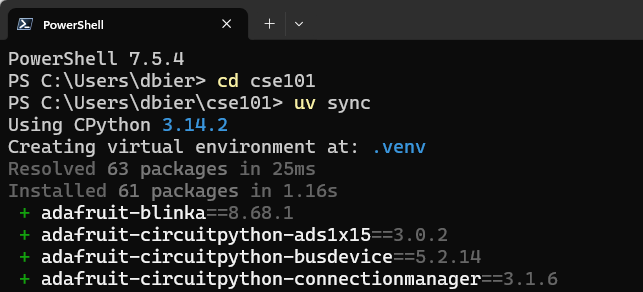 PowerShell
PowerShell 7.5.4
PS C:\Users\dbier> cd cse101
PS C:\Users\dbier\cse101> uv sync
Using CPython 3.14.2
Creating virtual environment at: .venv
Resolved 63 packages in 25ms
Installed 61 packages in 1.16s
 + adafruit-blinka==8.68.1
 + adafruit-circuitpython-ads1x15==3.0.2
 + adafruit-circuitpython-busdevice==5.2.14
 + adafruit-circuitpython-connectionmanager==3.1.6